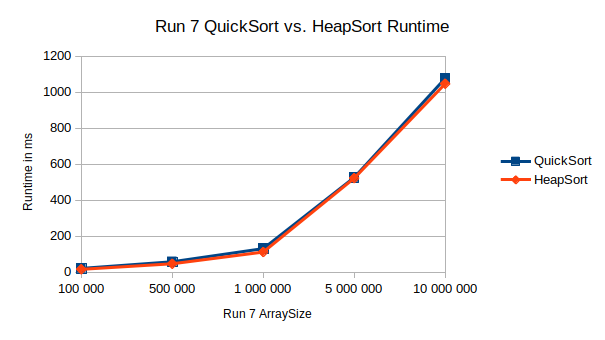 Run 7 QuickSort vs. HeapSort Runtime
1200
1000
800
600
400
200
0
Runtime in ms
100 000 500 000 1 000 000 5 000 000 10 000 000
Run 7 ArraySize
QuickSort
HeapSort